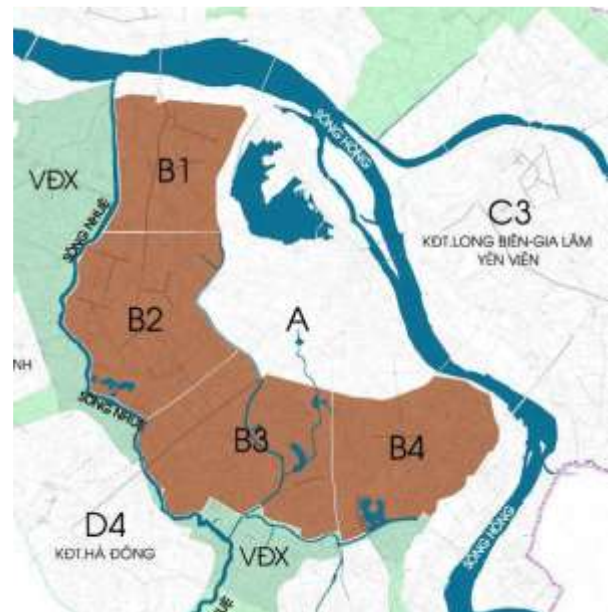 SÔNG HỒNG
B1
VĐX
C3
KĐT.LONG BIÊN-GIA LÂM
YÊN VIÊN
SÔNG NHUỆ
B2
A
NH
SÔNG NHUỆ
B3
B4
D4
KĐT.HÀ ĐÔNG
VĐX
SÔNG HỒNG